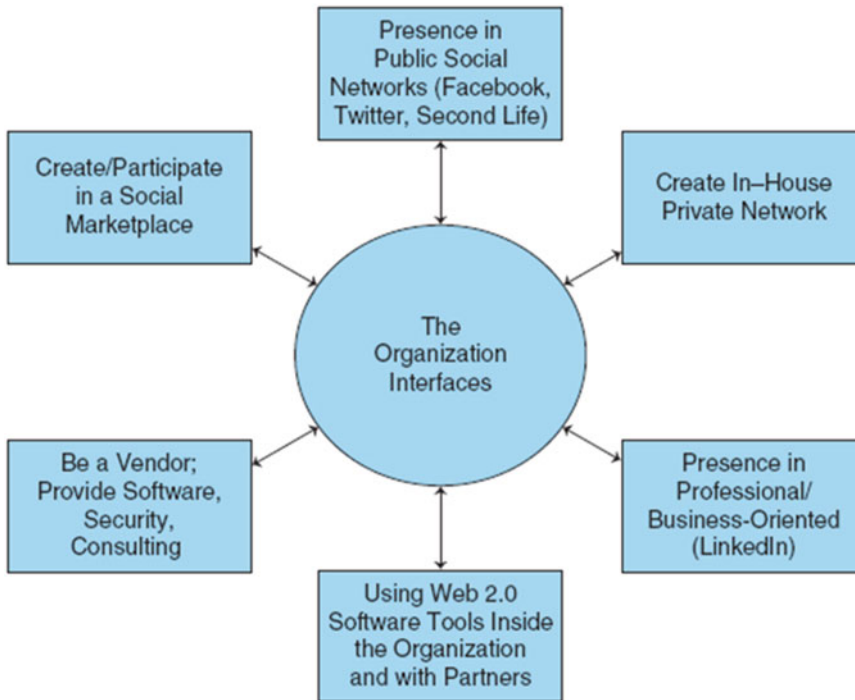 Presence in
Public Social
Networks (Facebook,
Twitter, Second Life)
Create/Participate
in a Social
Marketplace
Create In–House
Private Network
The
Organization
Interfaces
Be a Vendor;
Provide Software,
Security,
Consulting
Presence in
Professional/
Business-Oriented
(LinkedIn)
Using Web 2.0
Software Tools Inside
the Organization
and with Partners